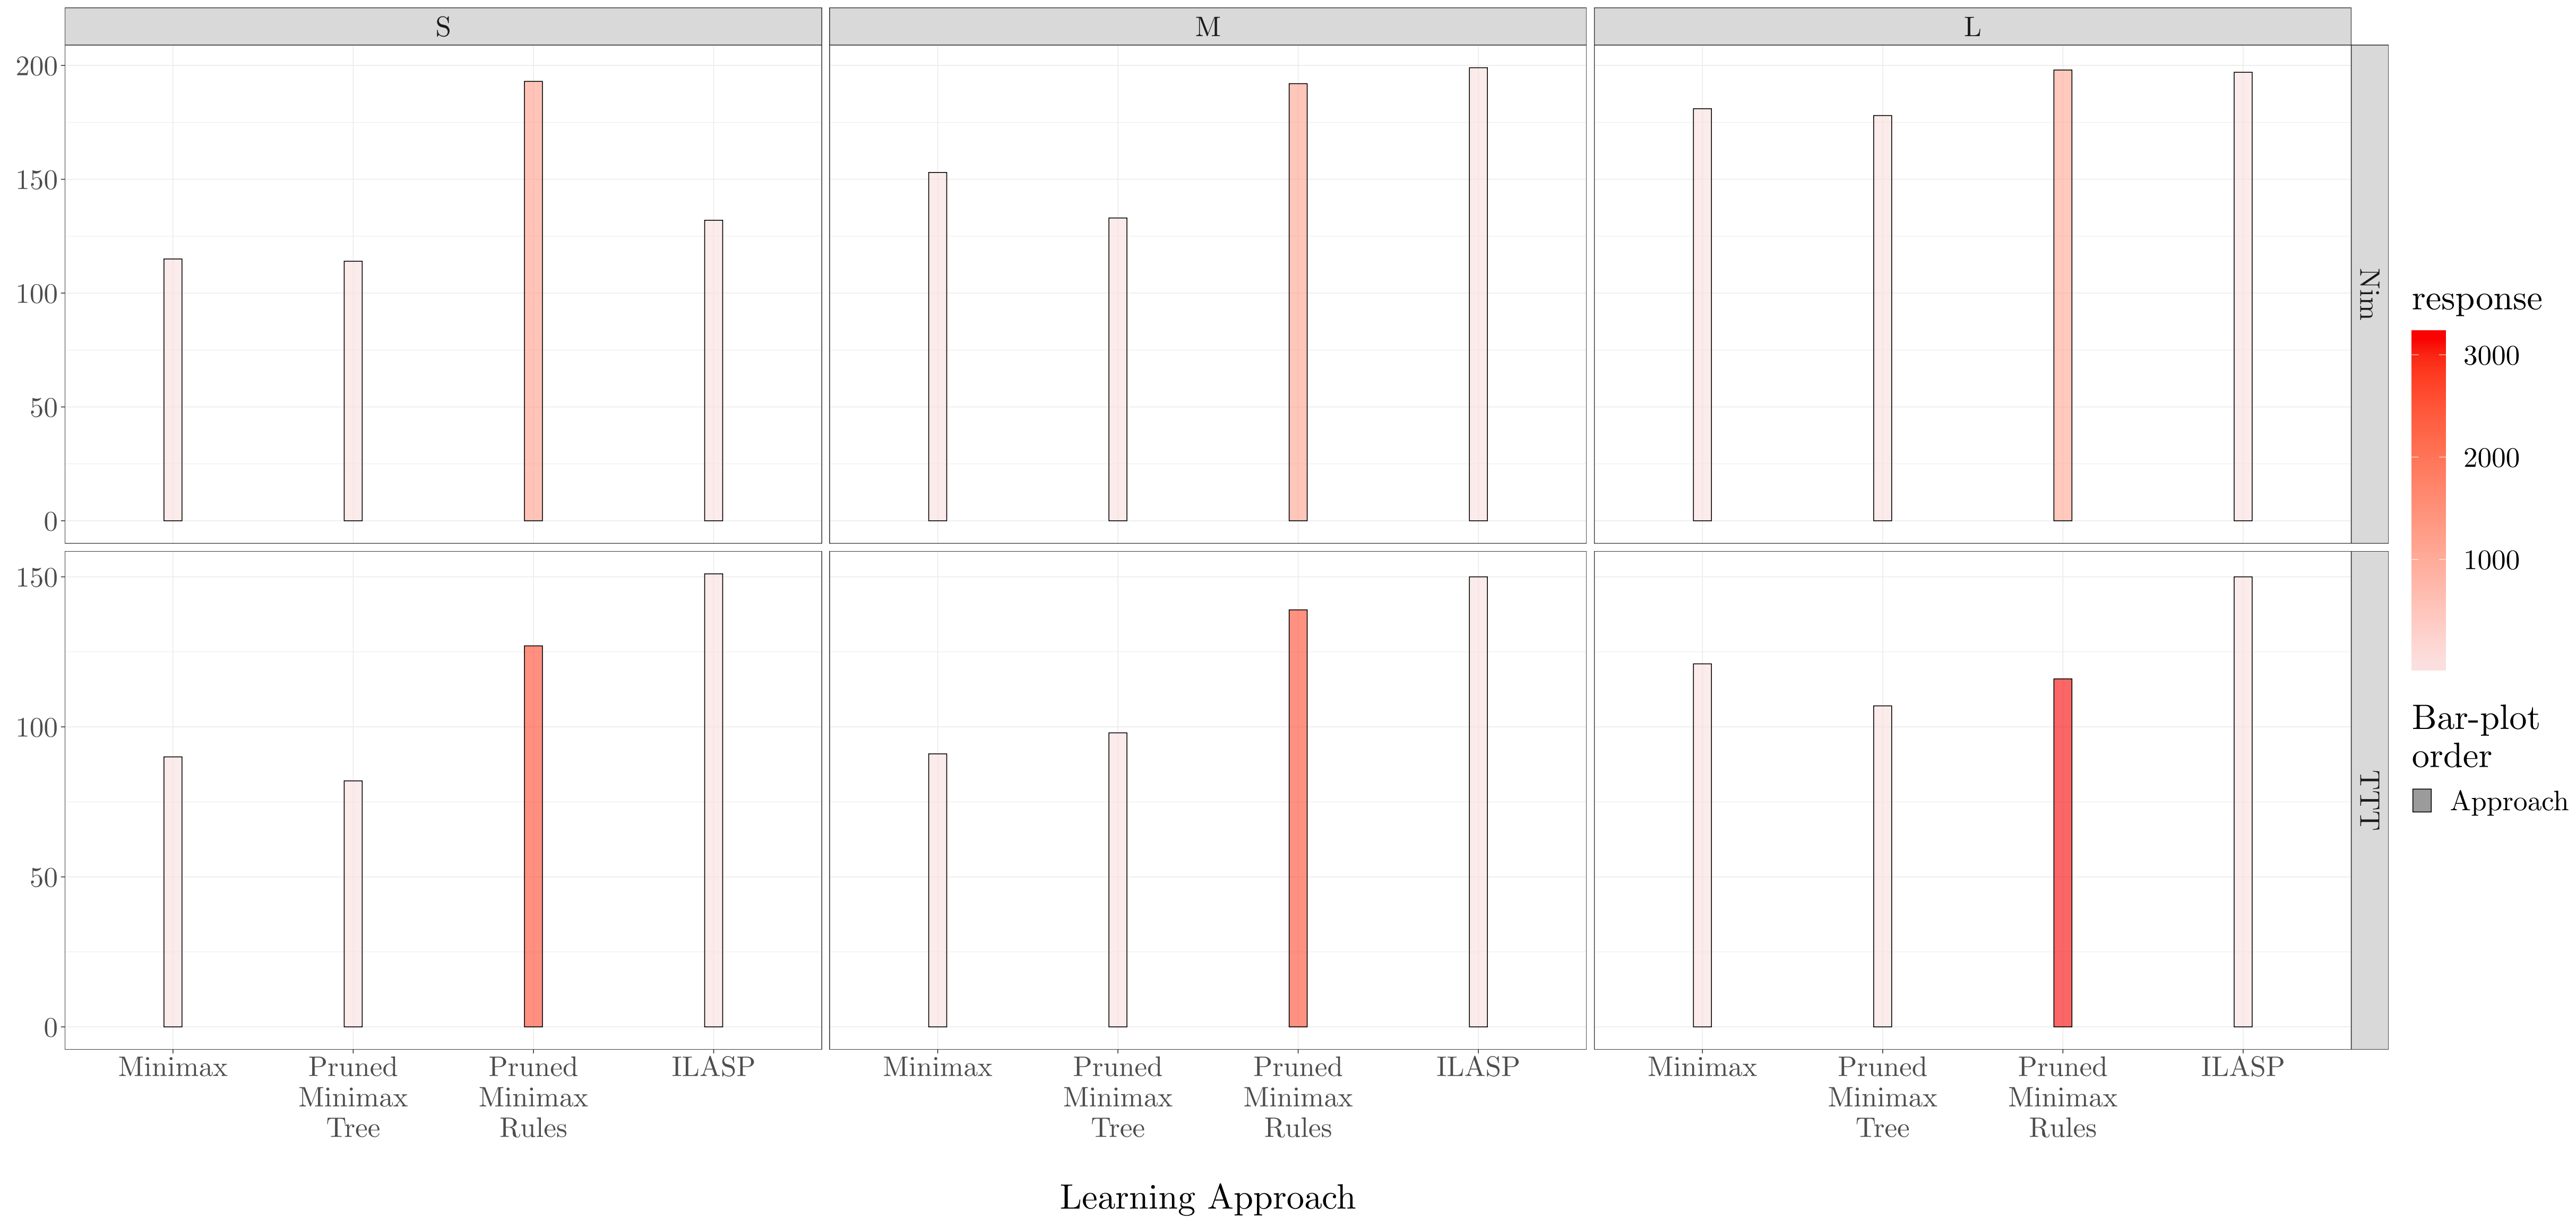 S
M
L
200
150
100
50
0
Nim
150
100
50
0
TTT
Minimax
Pruned
Minimax
Tree
Pruned
Minimax
Rules
ILASP
Minimax
Pruned
Minimax
Tree
Pruned
Minimax
Rules
ILASP
Minimax
Pruned
Minimax
Tree
Pruned
Minimax
Rules
ILASP
Learning Approach
response
3000
2000
1000
Bar-plot
order
Approach